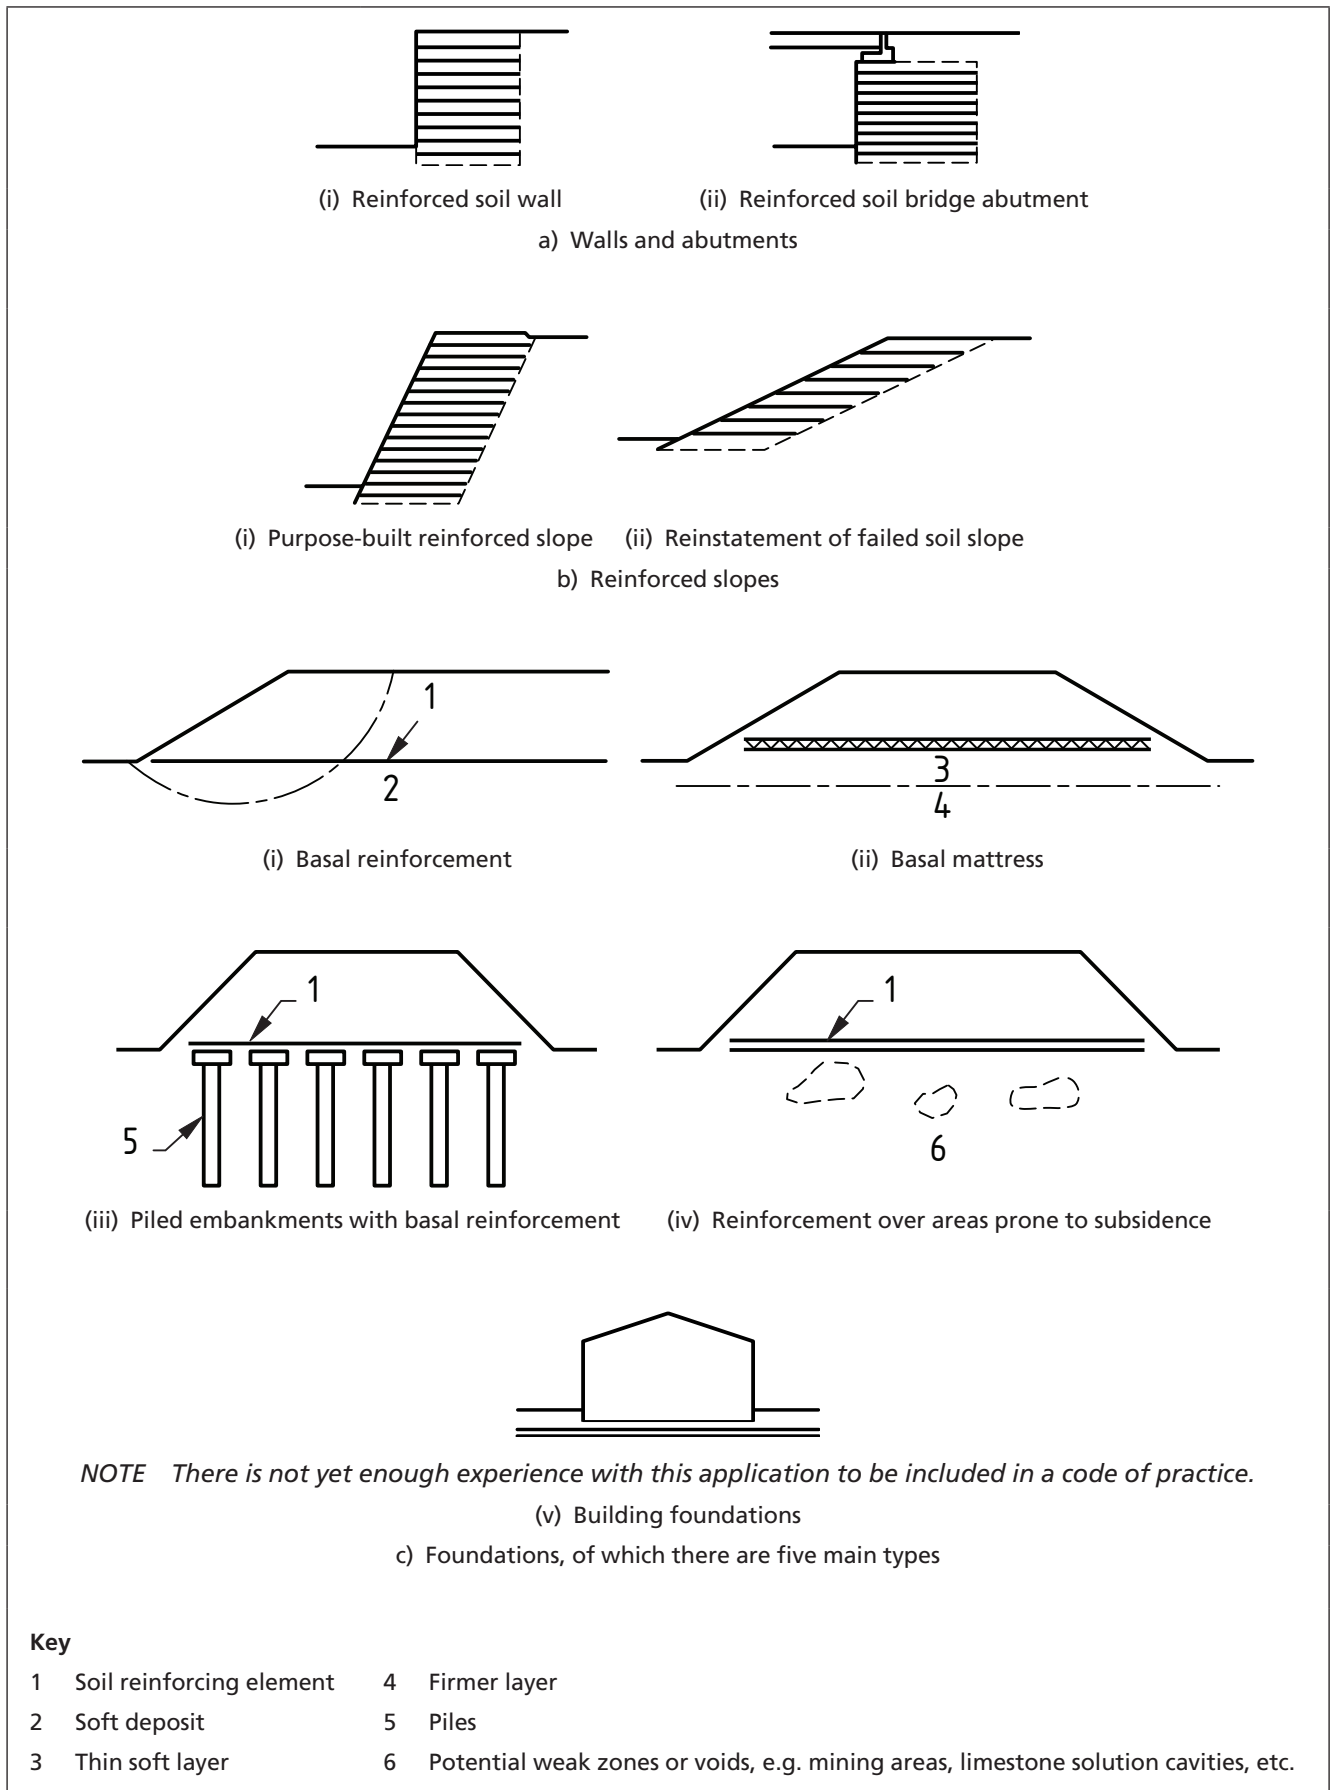 (i) Reinforced soil wall (ii) Reinforced soil bridge abutment
a) Walls and abutments
(i) Purpose-built reinforced slope (ii) Reinstatement of failed soil slope
b) Reinforced slopes
1
2
3
4
(i) Basal reinforcement (ii) Basal mattress
1
5
1
6
(iii) Piled embankments with basal reinforcement (iv) Reinforcement over areas prone to subsidence
NOTE There is not yet enough experience with this application to be included in a code of practice.
(v) Building foundations
c) Foundations, of which there are five main types
Key
1 Soil reinforcing element 4 Firmer layer
2 Soft deposit 5 Piles
3 Thin soft layer 6 Potential weak zones or voids, e.g. mining areas, limestone solution cavities, etc.